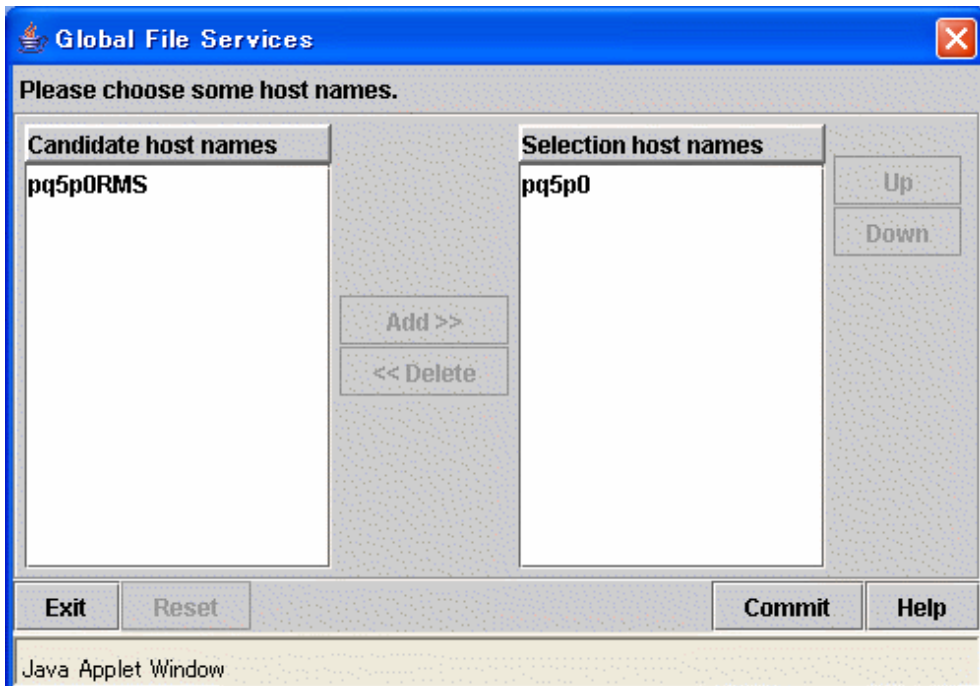 Global File Services
Please choose some host names.
Candidate host names
pq5p0RMS
Add >>
<< Delete
Selection host names
pq5p0
Up
Down
Exit Reset Commit Help
Java Applet Window